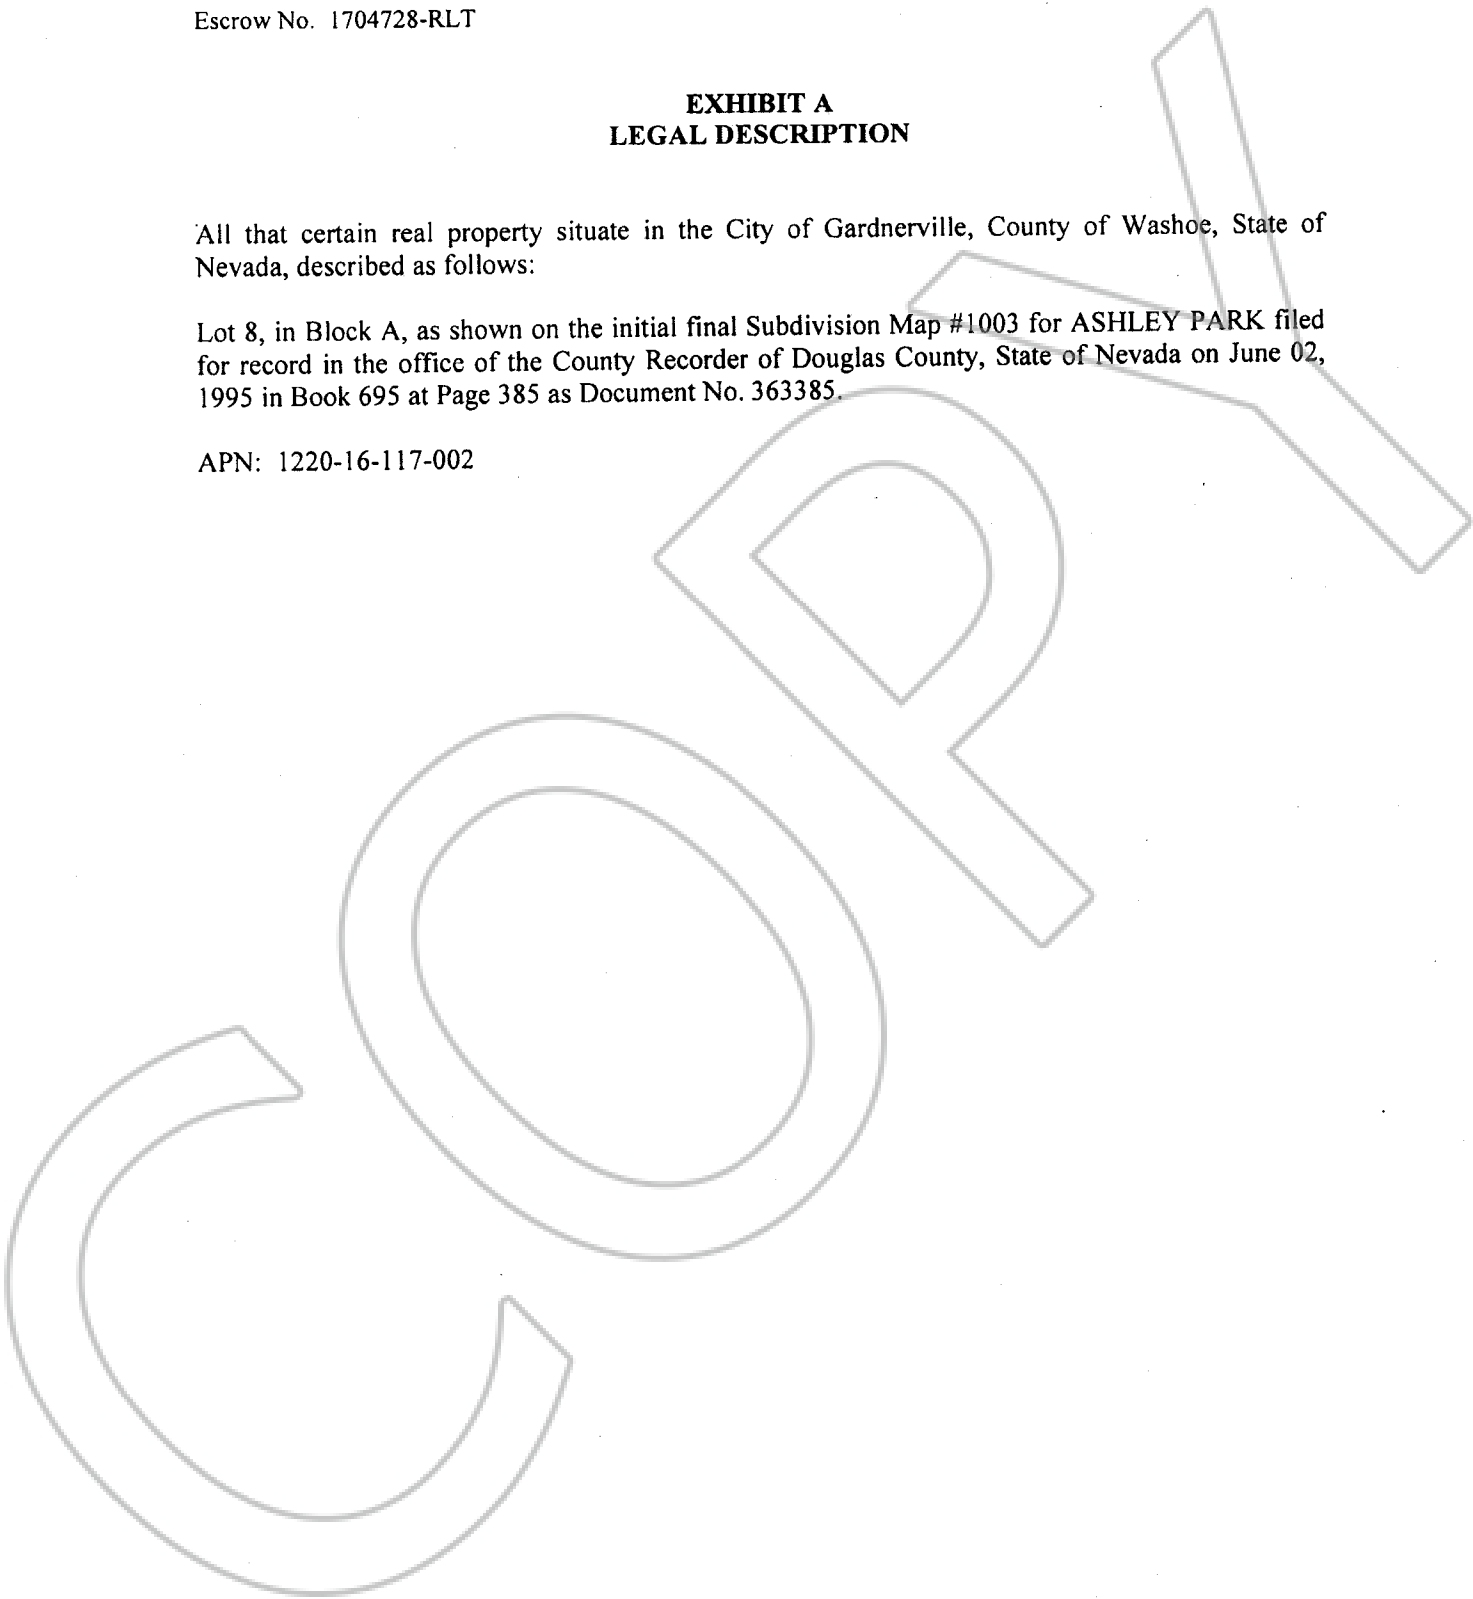 Escrow No. 1704728-RLT
EXHIBIT A
LEGAL DESCRIPTION
All that certain real property situate in the City of Gardnerville, County of Washoe, State of
Nevada, described as follows:
Lot 8, in Block A, as shown on the initial final Subdivision Map #1003 for ASHLEY PARK filed
for record in the office of the County Recorder of Douglas County, State of Nevada on June 02,
1995 in Book 695 at Page 385 as Document No. 363385.
APN: 1220-16-117-002
COPY